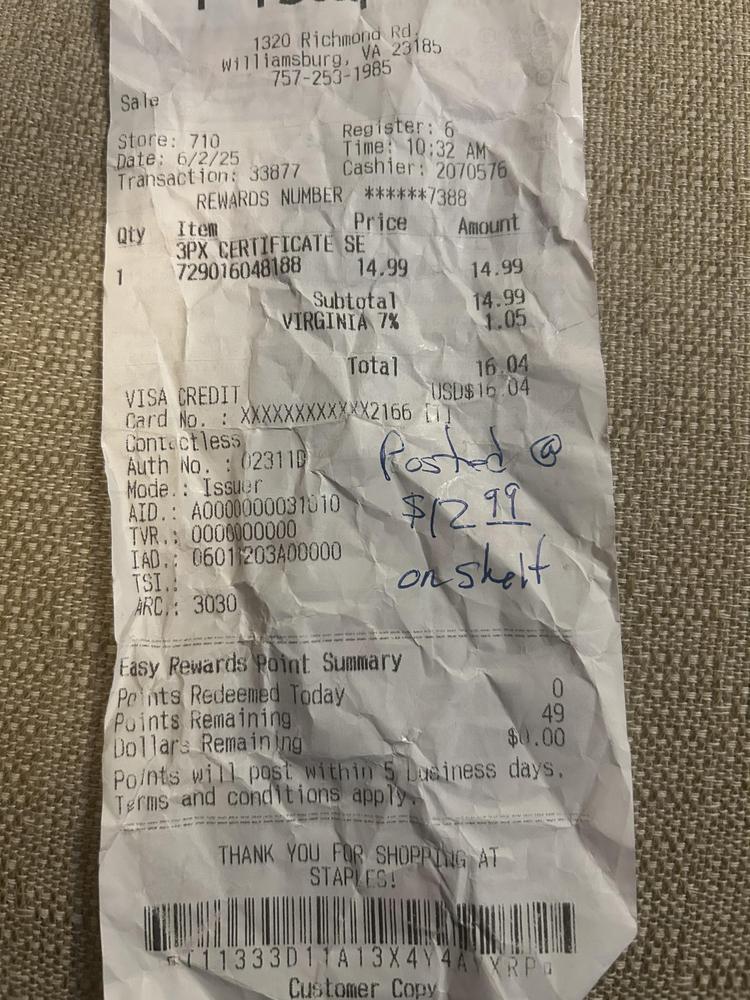 1320 Richmond Rd.
Williamsburg, VA 23185
757-253-1985
Sale
Store: 710 Register: 6
Date: 6/2/25 Time: 10:32 AM
Transaction: 33877 Cashier: 2070576
REWARDS NUMBER ******7388
Qty Item Price Amount
3PX CERTIFICATE SE
1 729016048188 14.99 14.99
Subtotal 14.99
VIRGINIA 7% 1.05
Total 16.04
VISA CREDIT USD$16.04
Card No. : XXXXXXXXXXXX2166 [T]
Contactless
Auth No. : 02311D
Mode.: Issuer
AID.: A0000000031010
TVR.: 0000000000
IAD.: 06011203A00000
TSI.:
ARC.: 3030
Posted @
$12 99
on shelf
Easy Rewards Point Summary
Points Redeemed Today 0
Points Remaining 49
Dollars Remaining $0.00
Points will post within 5 business days.
Terms and conditions apply.
THANK YOU FOR SHOPPING AT
STAPLES!
Customer Copy